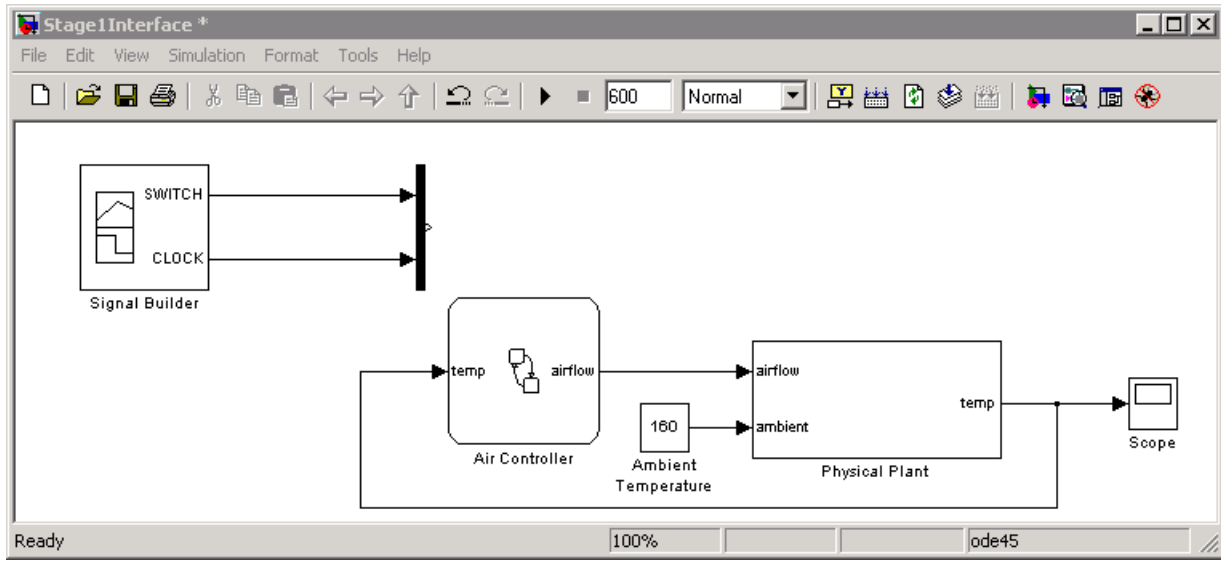 Stage1Interface *
File Edit View Simulation Format Tools Help
600 Normal
SWITCH
CLOCK
Signal Builder
temp airflow
Air Controller
160
Ambient
Temperature
airflow
ambient
temp
Physical Plant
Scope
Ready 100% ode45